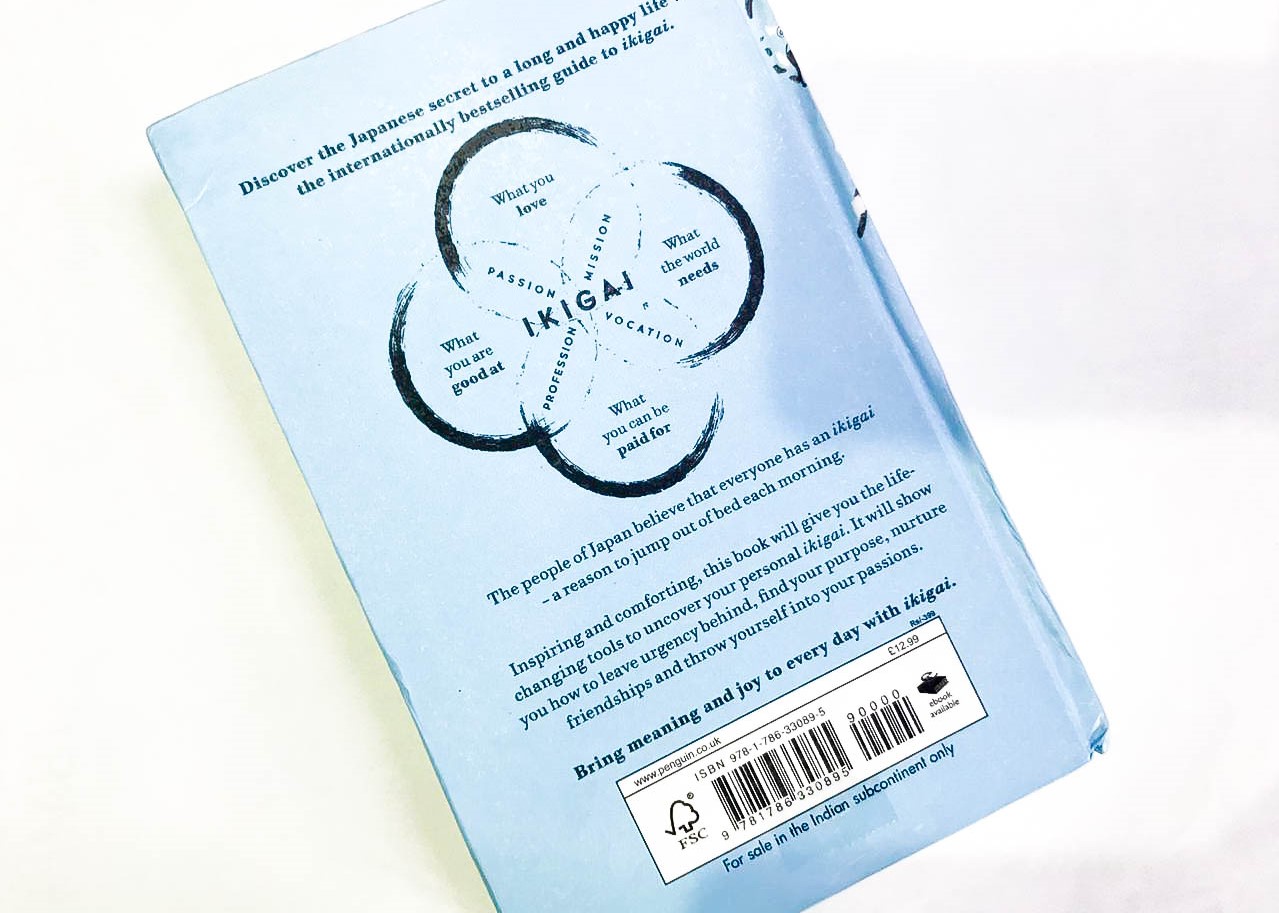 Discover the Japanese secret to a long and happy life
the internationally bestselling guide to ikigai.
What you
love
What
the world
needs
PASSION
MISSION
IKIGAI
VOCATION
PROFESSION
What
you are
good at
What
you can be
paid for
The people of Japan believe that everyone has an ikigai
– a reason to jump out of bed each morning.
Inspiring and comforting, this book will give you the life-
changing tools to uncover your personal ikigai. It will show
you how to leave urgency behind, find your purpose, nurture
friendships and throw yourself into your passions.
Bring meaning and joy to every day with ikigai.
£12.99
www.penguin.co.uk
ISBN 978-1-786-33089-5
90000
ebook
available
FSC
®
9 781786 330895
For sale in the Indian subcontinent only